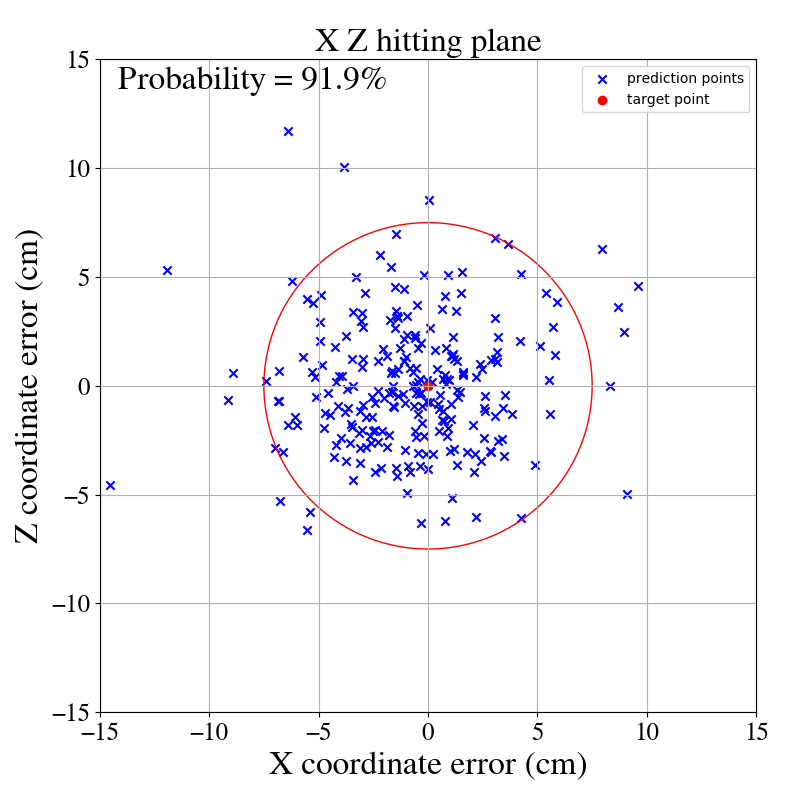 X Z hitting plane
Probability = 91.9%
prediction points
target point
15
10
5
0
−5
−10
−15
−15
−10
−5
0
5
10
15
Z coordinate error (cm)
X coordinate error (cm)